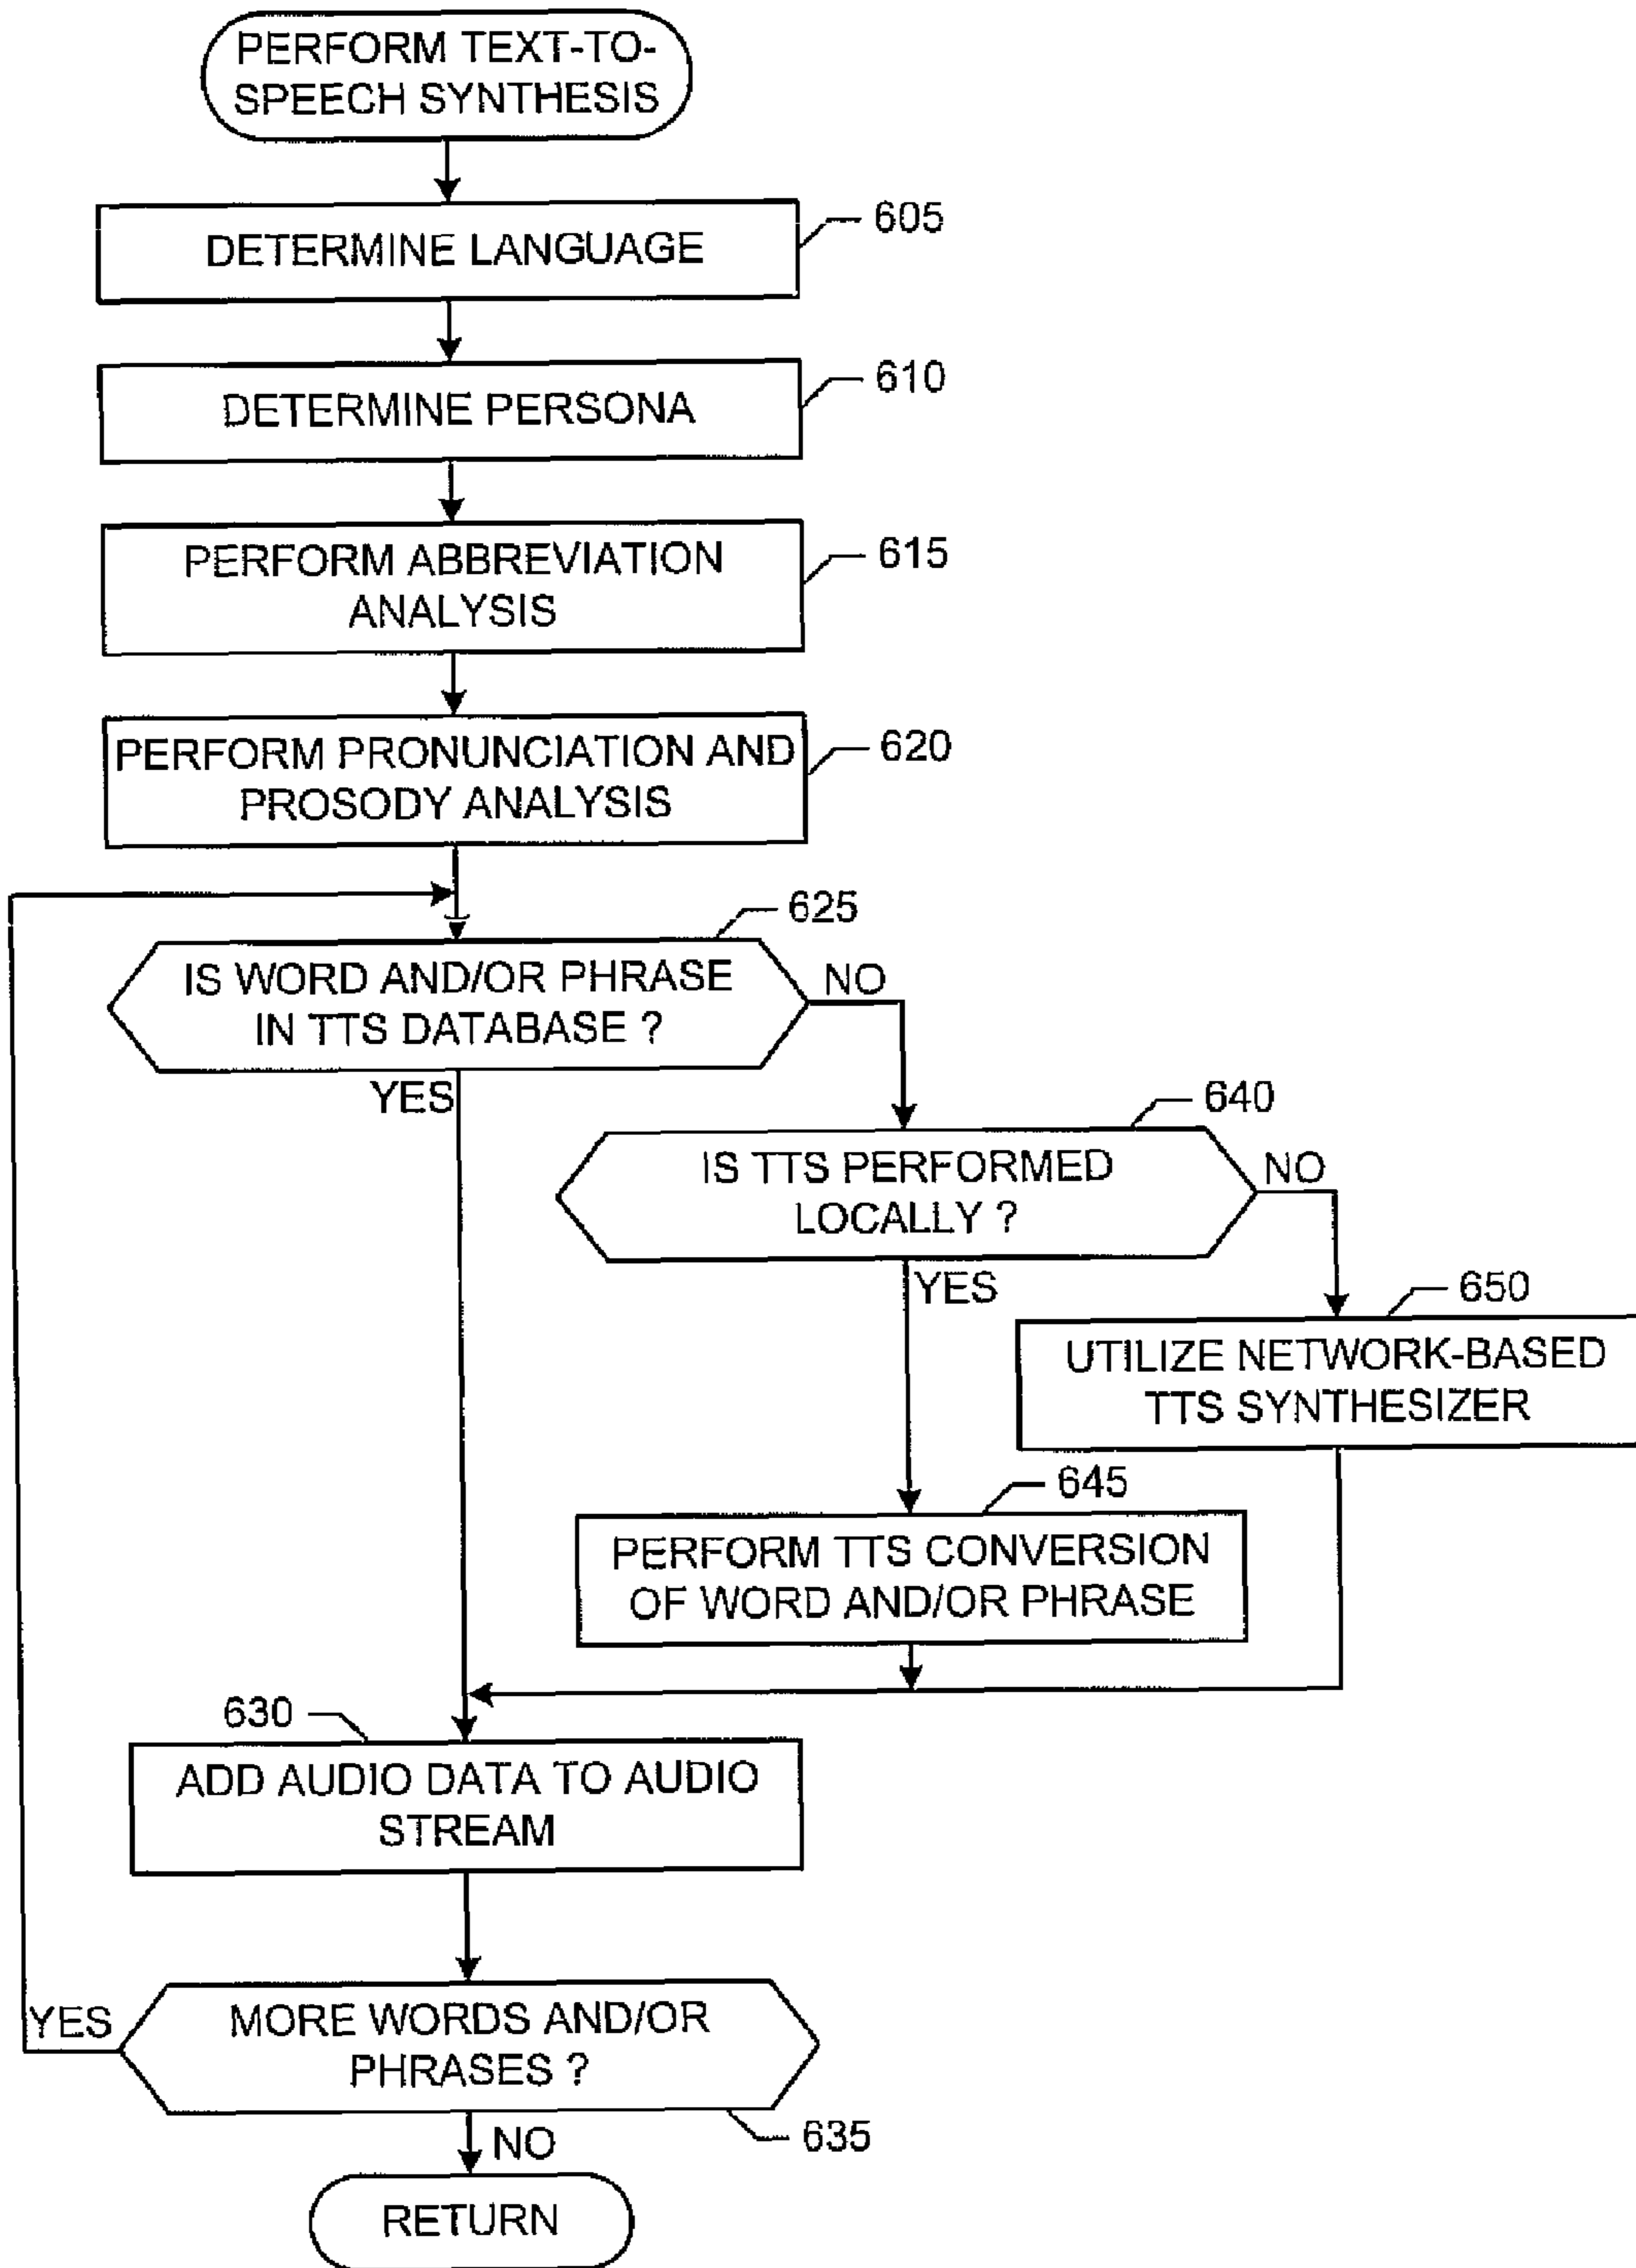 PERFORM TEXT-TO-
SPEECH SYNTHESIS
605
DETERMINE LANGUAGE
610
DETERMINE PERSONA
615
PERFORM ABBREVIATION
ANALYSIS
620
PERFORM PRONUNCIATION AND
PROSODY ANALYSIS
625
IS WORD AND/OR PHRASE
IN TTS DATABASE ?
NO
YES
640
IS TTS PERFORMED
LOCALLY ?
NO
YES
650
UTILIZE NETWORK-BASED
TTS SYNTHESIZER
645
PERFORM TTS CONVERSION
OF WORD AND/OR PHRASE
630
ADD AUDIO DATA TO AUDIO
STREAM
YES
MORE WORDS AND/OR
PHRASES ?
635
NO
RETURN